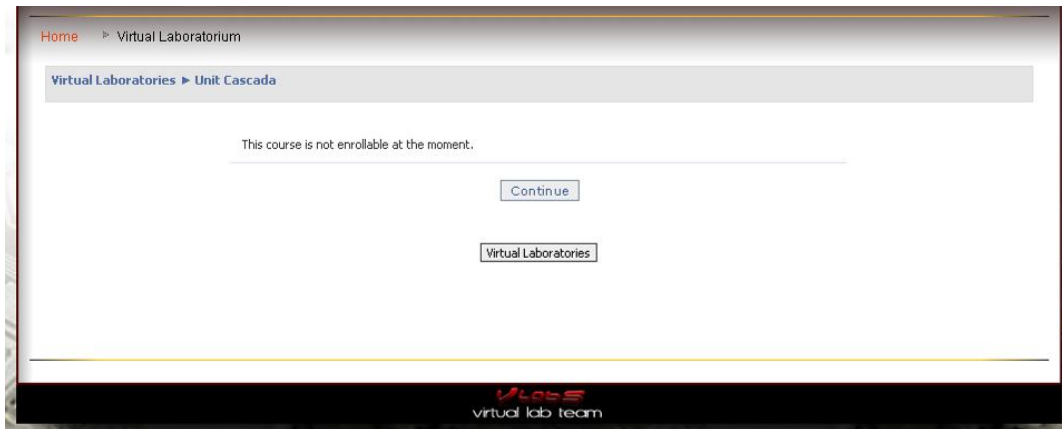 Home Virtual Laboratorium
Virtual Laboratories ► Unit Cascada
This course is not enrollable at the moment.
Continue
Virtual Laboratories
VLabS
virtual lab team